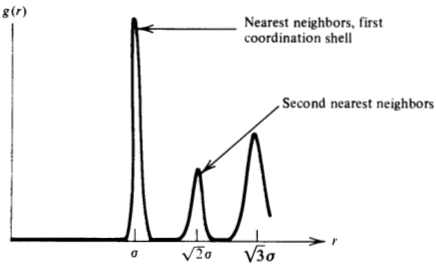 g(r)
Nearest neighbors, first
coordination shell
Second nearest neighbors
σ
√2σ
√3σ
r